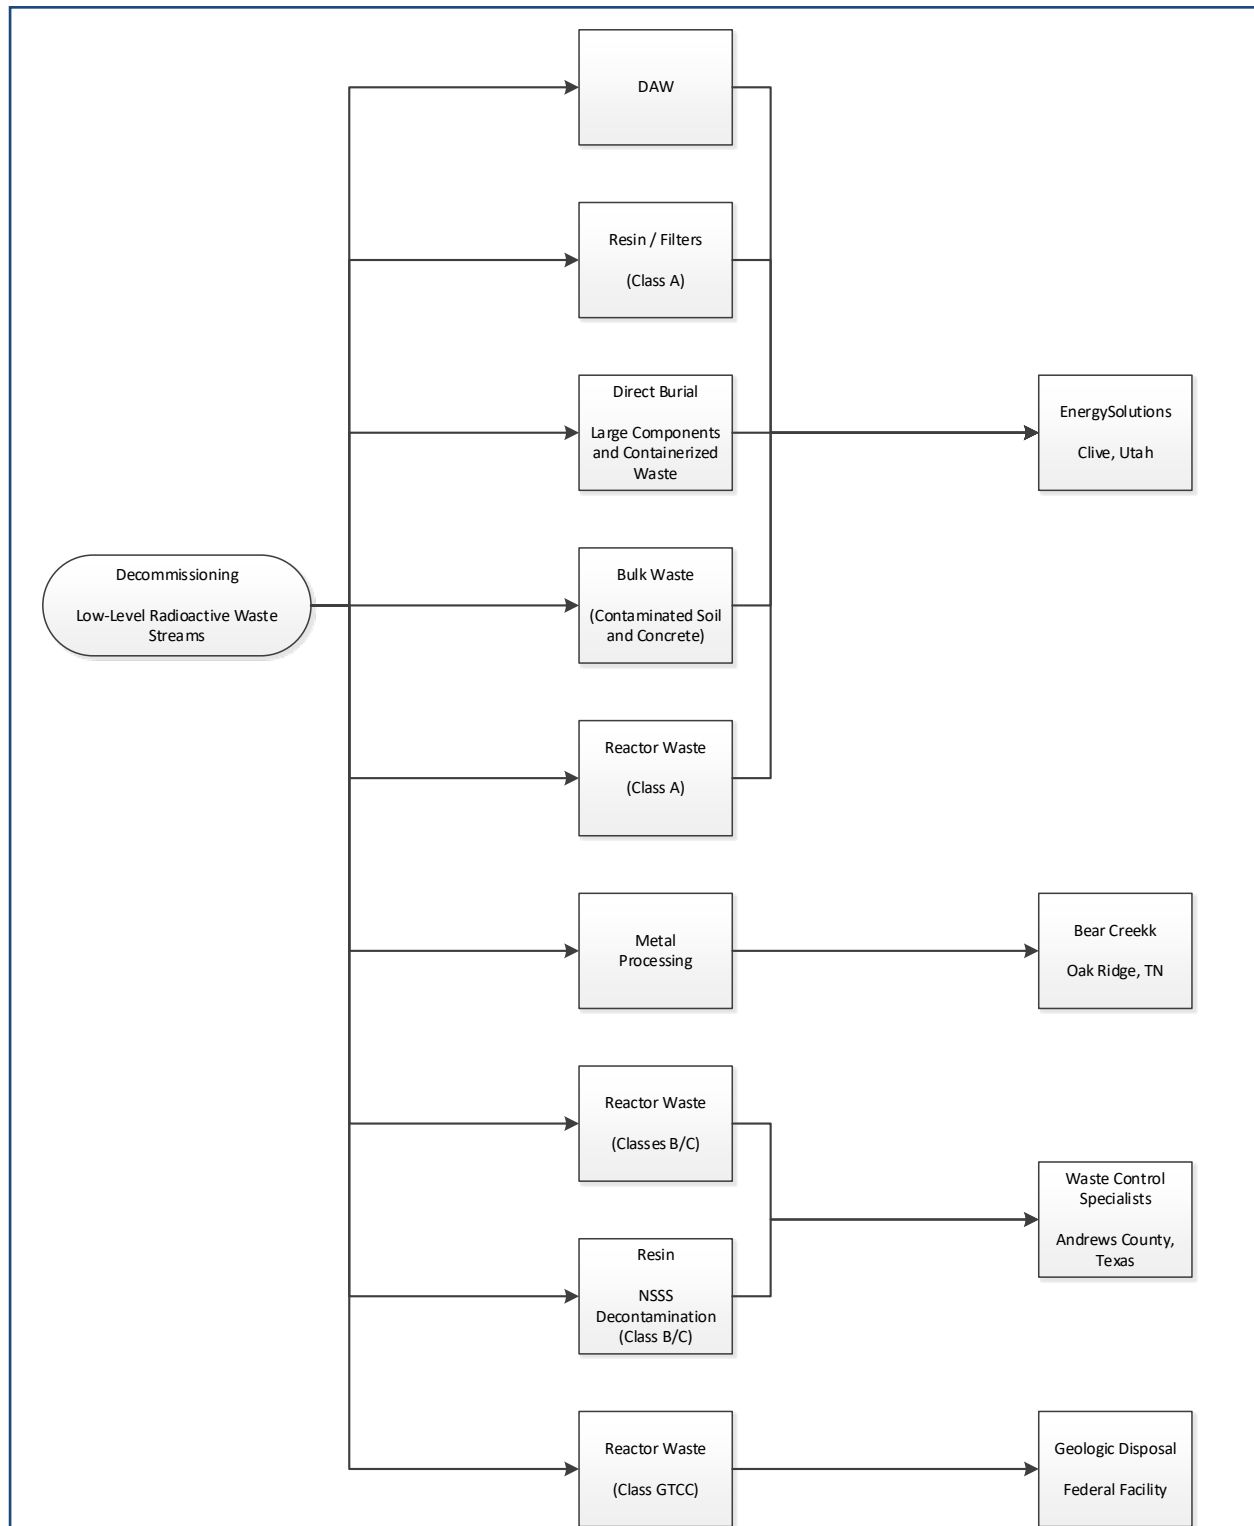 DAW
Resin / Filters
(Class A)
Direct Burial
Large Components
and Containerized
Waste
EnergySolutions
Clive, Utah
Decommissioning
Low-Level Radioactive Waste
Streams
Bulk Waste
(Contaminated Soil
and Concrete)
Reactor Waste
(Class A)
Metal
Processing
Bear Creekk
Oak Ridge, TN
Reactor Waste
(Classes B/C)
Waste Control
Specialists
Andrews County,
Texas
Resin
NSSS
Decontamination
(Class B/C)
Reactor Waste
(Class GTCC)
Geologic Disposal
Federal Facility